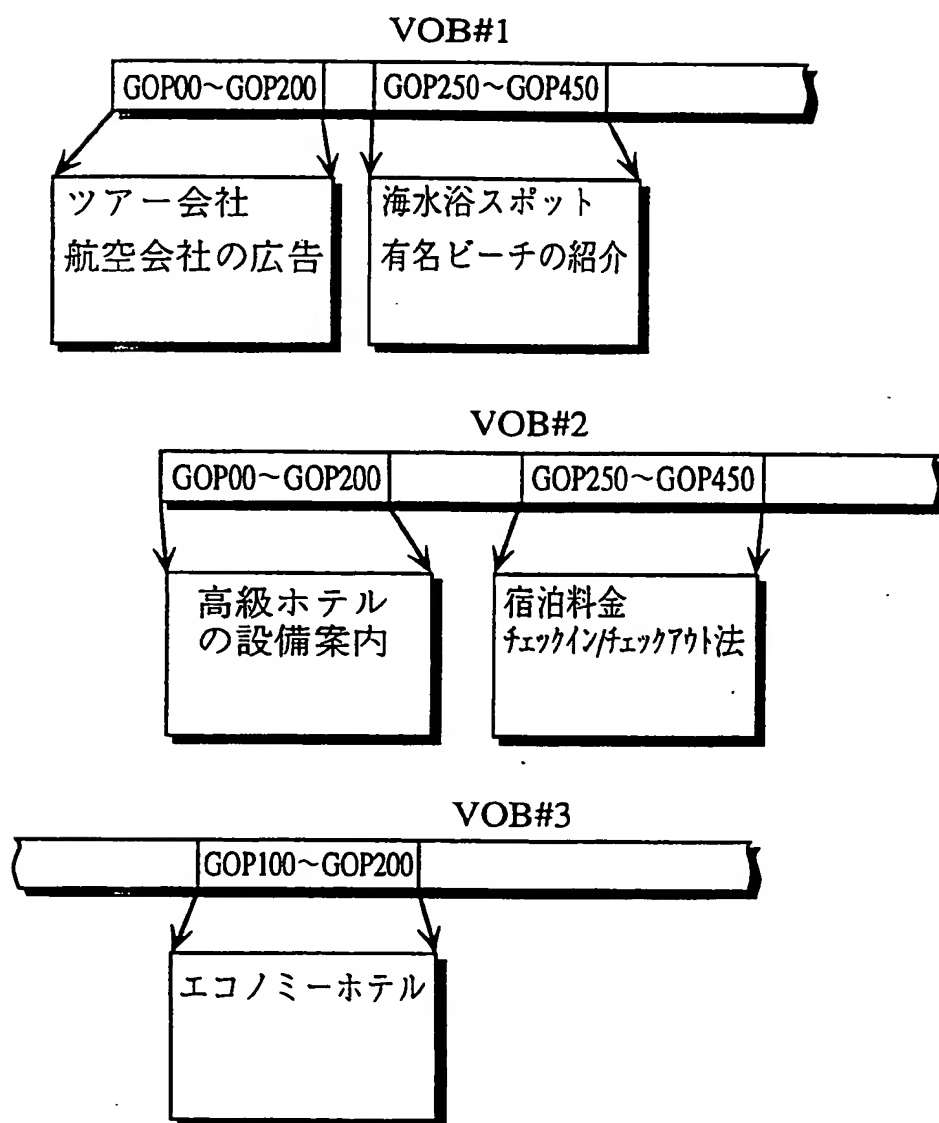 VOB#1
GOP00～GOP200
GOP250～GOP450
ツアー会社
航空会社の広告
海水浴スポット
有名ビーチの紹介
VOB#2
GOP00～GOP200
GOP250～GOP450
高級ホテル
の設備案内
宿泊料金
チェックイン/チェックアウト法
VOB#3
GOP100～GOP200
エコノミーホテル